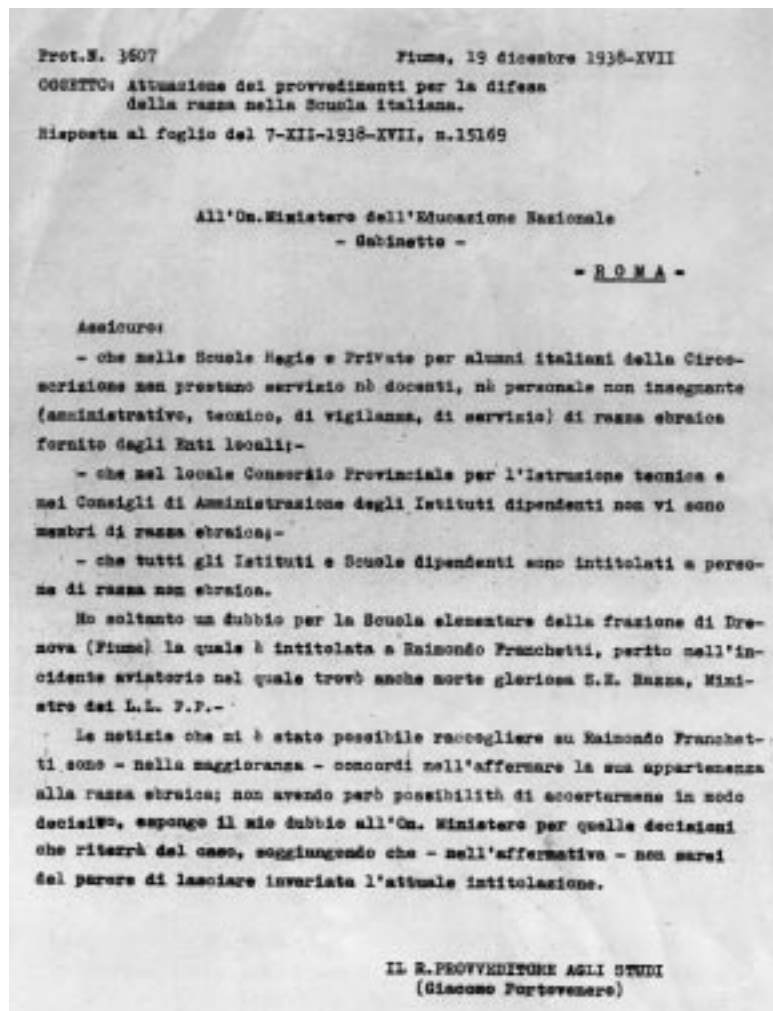 Prot.N. 3607 Fiume, 19 dicembre 1938-XVII
OGGETTO: Attuazione dei provvedimenti per la difesa
della razza nella Scuola italiana.
Risposta al foglio del 7-XII-1938-XVII, n.15169
All'On.Ministero dell'Educazione Nazionale
- Gabinetto -
- R O M A -
Assicuro:
- che nelle Scuole Regie e Private per alunni italiani della Circo-
scrizione non prestano servizio nè docenti, nè personale non insegnante
(amministrativo, tecnico, di vigilanza, di servizio) di razza ebraica
fornito dagli Enti locali;-
- che nel locale Consorzio Provinciale per l'Istruzione tecnica e
nei Consigli di Amministrazione degli Istituti dipendenti non vi sono
membri di razza ebraica;-
- che tutti gli Istituti e Scuole dipendenti sono intitolati a perso-
ne di razza non ebraica.
Ho soltanto un dubbio per la Scuola elementare della frazione di Dre-
nova (Fiume) la quale è intitolata a Raimondo Franchetti, perito nell'in-
cidente aviatorio nel quale trovò anche morte gloriosa S.E. Razza, Mini-
stro dei L.L. P.P.-
Le notizie che mi è stato possibile raccogliere su Raimondo Franchet-
ti sono - nella maggioranza - concordi nell'affermare la sua appartenenza
alla razza ebraica; non avendo però possibilità di accertarmene in modo
decisivo, espongo il mio dubbio all'On. Ministero per quelle decisioni
che riterrà del caso, soggiungendo che - nell'affermativa - non sarei
del parere di lasciare invariata l'attuale intitolazione.
IL R.PROVVEDITORE AGLI STUDI
(Giacomo Portovenere)